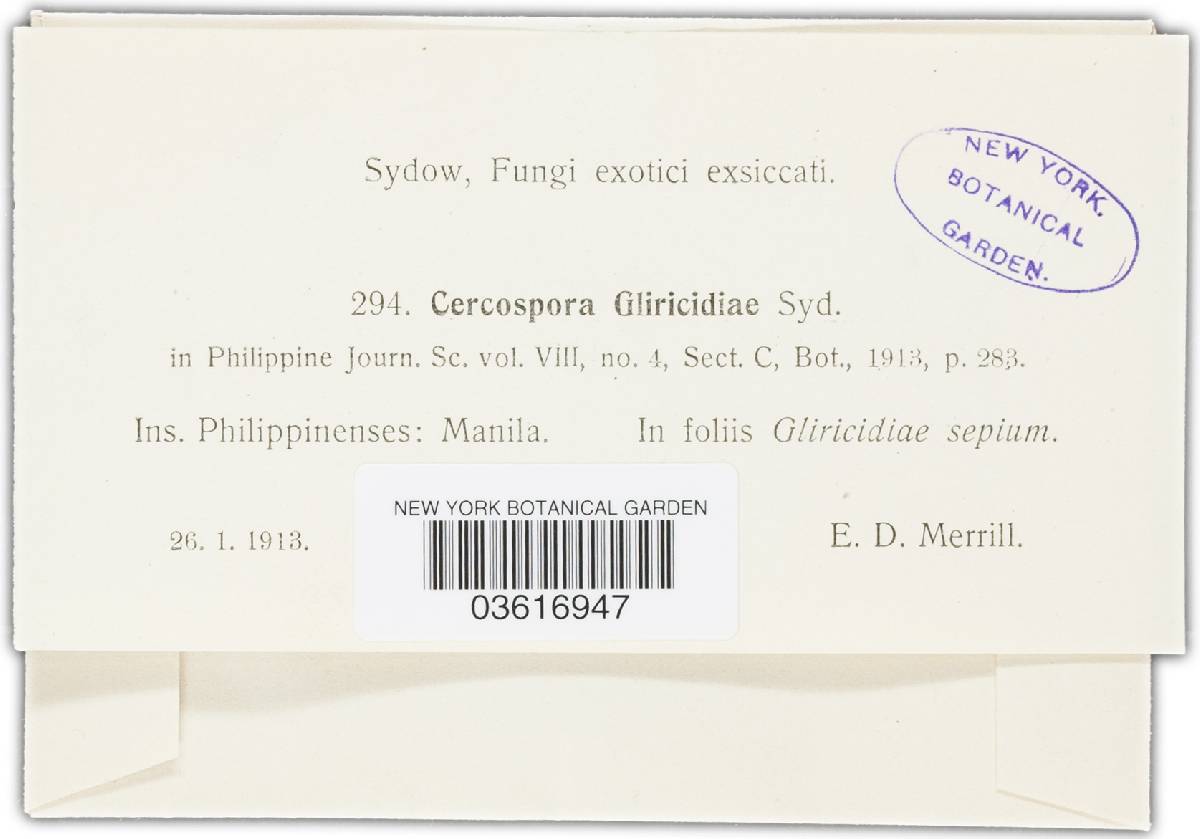 Sydow, Fungi exotici exsiccati.
NEW YORK.
BOTANICAL
GARDEN.
294. Cercospora Gliricidiae Syd.
in Philippine Journ. Sc. vol. VIII, no. 4, Sect. C, Bot., 1913, p. 283.
Ins. Philippinenses: Manila. In foliis Gliricidiae sepium.
26. 1. 1913.
E. D. Merrill.
NEW YORK BOTANICAL GARDEN
03616947